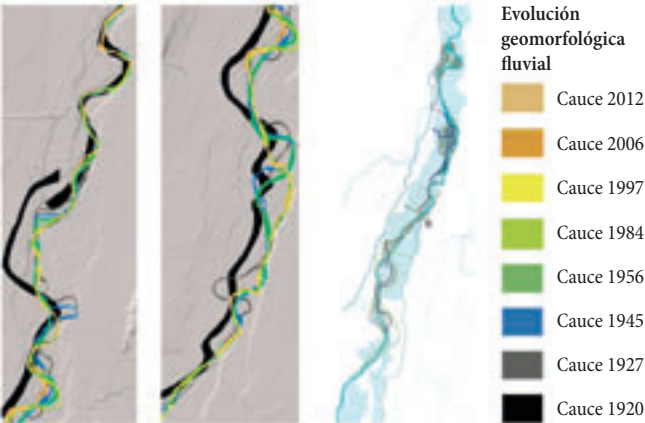 Evolución
geomorfológica
fluvial
Cauce 2012
Cauce 2006
Cauce 1997
Cauce 1984
Cauce 1956
Cauce 1945
Cauce 1927
Cauce 1920